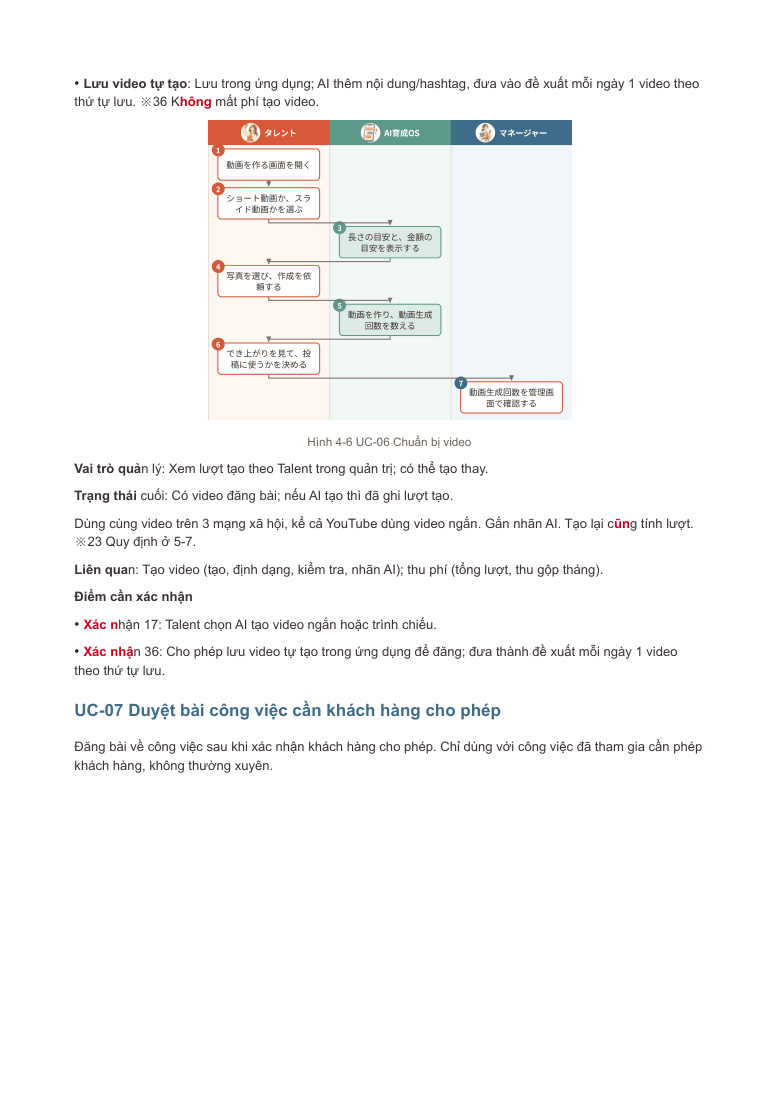 • Lưu video tự tạo: Lưu trong ứng dụng; AI thêm nội dung/hashtag, đưa vào đề xuất mỗi ngày 1 video theo
thứ tự lưu. ※36 Không mất phí tạo video.
タレント
AI育成OS
マネージャー
1
動画を作る画面を開く
2
ショート動画か、スラ
イド動画かを選ぶ
3
長さの目安と、金額の
目安を表示する
4
写真を選び、作成を依
頼する
5
動画を作り、動画生成
回数を数える
6
でき上がりを見て、投
稿に使うかを決める
7
動画生成回数を管理画
面で確認する
Hình 4-6 UC-06 Chuẩn bị video
Vai trò quản lý: Xem lượt tạo theo Talent trong quản trị; có thể tạo thay.
Trạng thái cuối: Có video đăng bài; nếu AI tạo thì đã ghi lượt tạo.
Dùng cùng video trên 3 mạng xã hội, kể cả YouTube dùng video ngắn. Gắn nhãn AI. Tạo lại cũng tính lượt.
※23 Quy định ở 5-7.
Liên quan: Tạo video (tạo, định dạng, kiểm tra, nhãn AI); thu phí (tổng lượt, thu gộp tháng).
Điểm cần xác nhận
• Xác nhận 17: Talent chọn AI tạo video ngắn hoặc trình chiếu.
• Xác nhận 36: Cho phép lưu video tự tạo trong ứng dụng để đăng; đưa thành đề xuất mỗi ngày 1 video
theo thứ tự lưu.
UC-07 Duyệt bài công việc cần khách hàng cho phép
Đăng bài về công việc sau khi xác nhận khách hàng cho phép. Chỉ dùng với công việc đã tham gia cần phép
khách hàng, không thường xuyên.